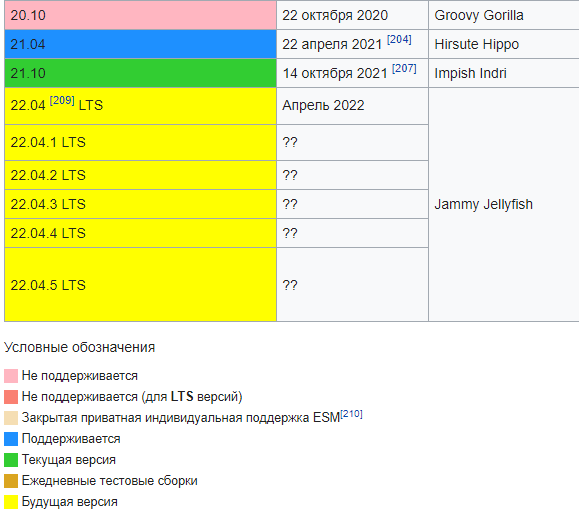 20.10 22 октября 2020 Groovy Gorilla
21.04 22 апреля 2021 [204] Hirsute Hippo
21.10 14 октября 2021 [207] Impish Indri
22.04 [209] LTS Апрель 2022
22.04.1 LTS ??
22.04.2 LTS ??
22.04.3 LTS ?? Jammy Jellyfish
22.04.4 LTS ??
22.04.5 LTS ??
Условные обозначения
Не поддерживается
Не поддерживается (для LTS версий)
Закрытая приватная индивидуальная поддержка ESM[210]
Поддерживается
Текущая версия
Ежедневные тестовые сборки
Будущая версия